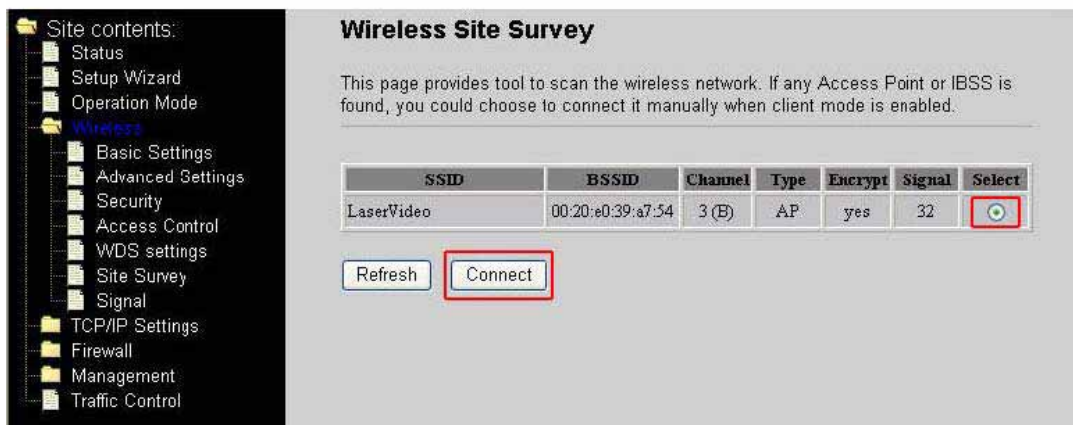 Site contents:
Status
Setup Wizard
Operation Mode
Wireless
Basic Settings
Advanced Settings
Security
Access Control
WDS settings
Site Survey
Signal
TCP/IP Settings
Firewall
Management
Traffic Control
Wireless Site Survey
This page provides tool to scan the wireless network. If any Access Point or IBSS is
found, you could choose to connect it manually when client mode is enabled.
SSID BSSID Channel Type Encrypt Signal Select
LaserVideo 00:20:e0:39:a7:54 3 (B) AP yes 32
Refresh Connect